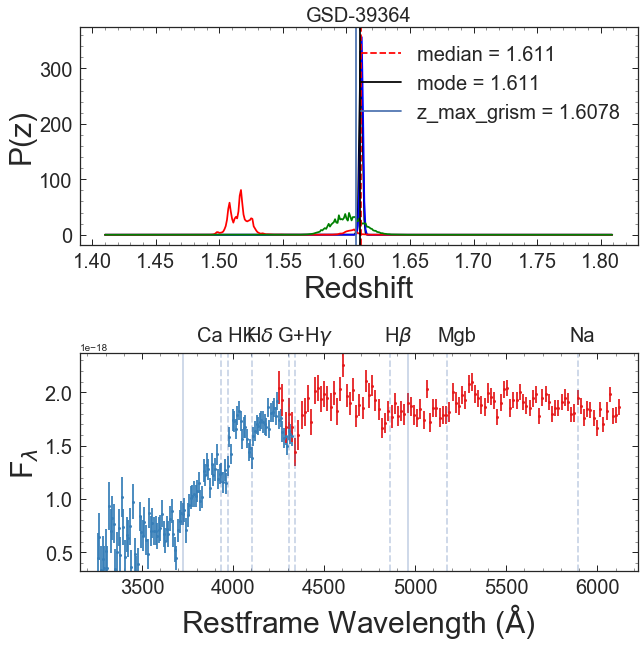 GSD-39364
median = 1.611
mode = 1.611
z_max_grism = 1.6078
P(z)
300
200
100
0
1.40 1.45 1.50 1.55 1.60 1.65 1.70 1.75 1.80
Redshift
Ca HK Hδ G+Hγ Hβ Mgb Na
1e−18
2.0
1.5
1.0
0.5
Fλ
3500 4000 4500 5000 5500 6000
Restframe Wavelength (Å)